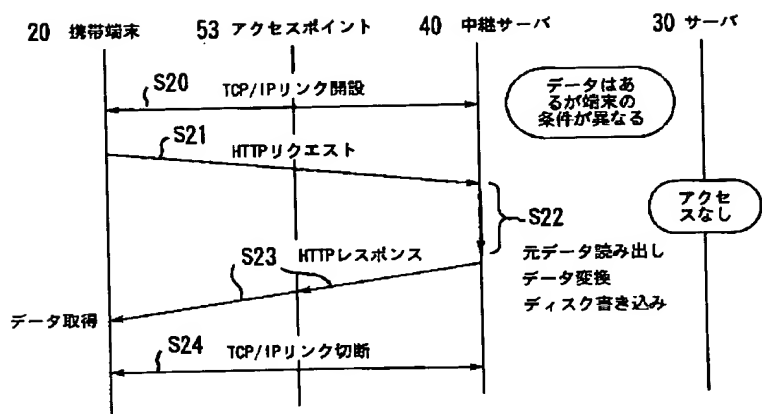 20 携帯端末
53 アクセスポイント
40 中継サーバ
30 サーバ
S20
TCP/IPリンク開設
データはあ
るが端末の
条件が異なる
S21
HTTPリクエスト
アクセ
スなし
S22
S23
HTTPレスポンス
元データ読み出し
データ変換
ディスク書き込み
データ取得
S24
TCP/IPリンク切断